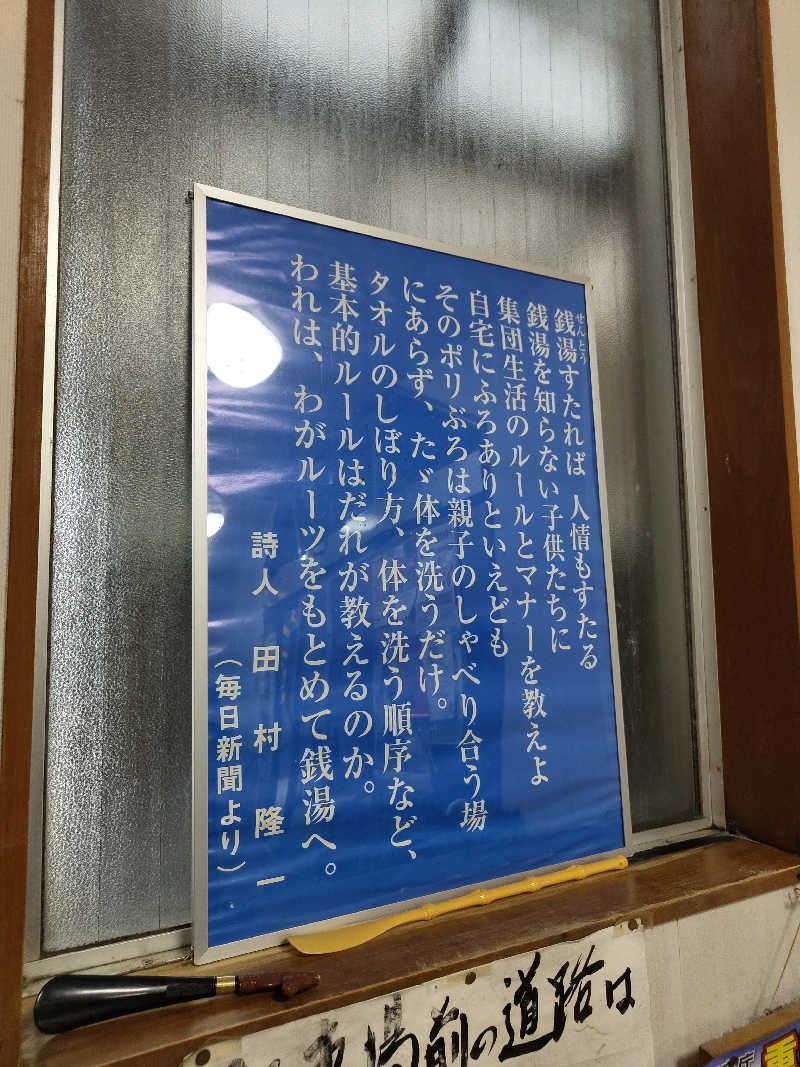 せんとう
銭湯すたれば 人情もすたる
銭湯を知らない子供たちに
集団生活のルールとマナーを教えよ
自宅にふろありといえども
そのポリぶろは親子のしゃべり合う場
にあらず、たゞ体を洗うだけ。
タオルのしぼり方、体を洗う順序など、
基本的ルールはだれが教えるのか。
われは、わがルーツをもとめて銭湯へ。
詩人 田村隆一
（毎日新聞より）
場前の道路は